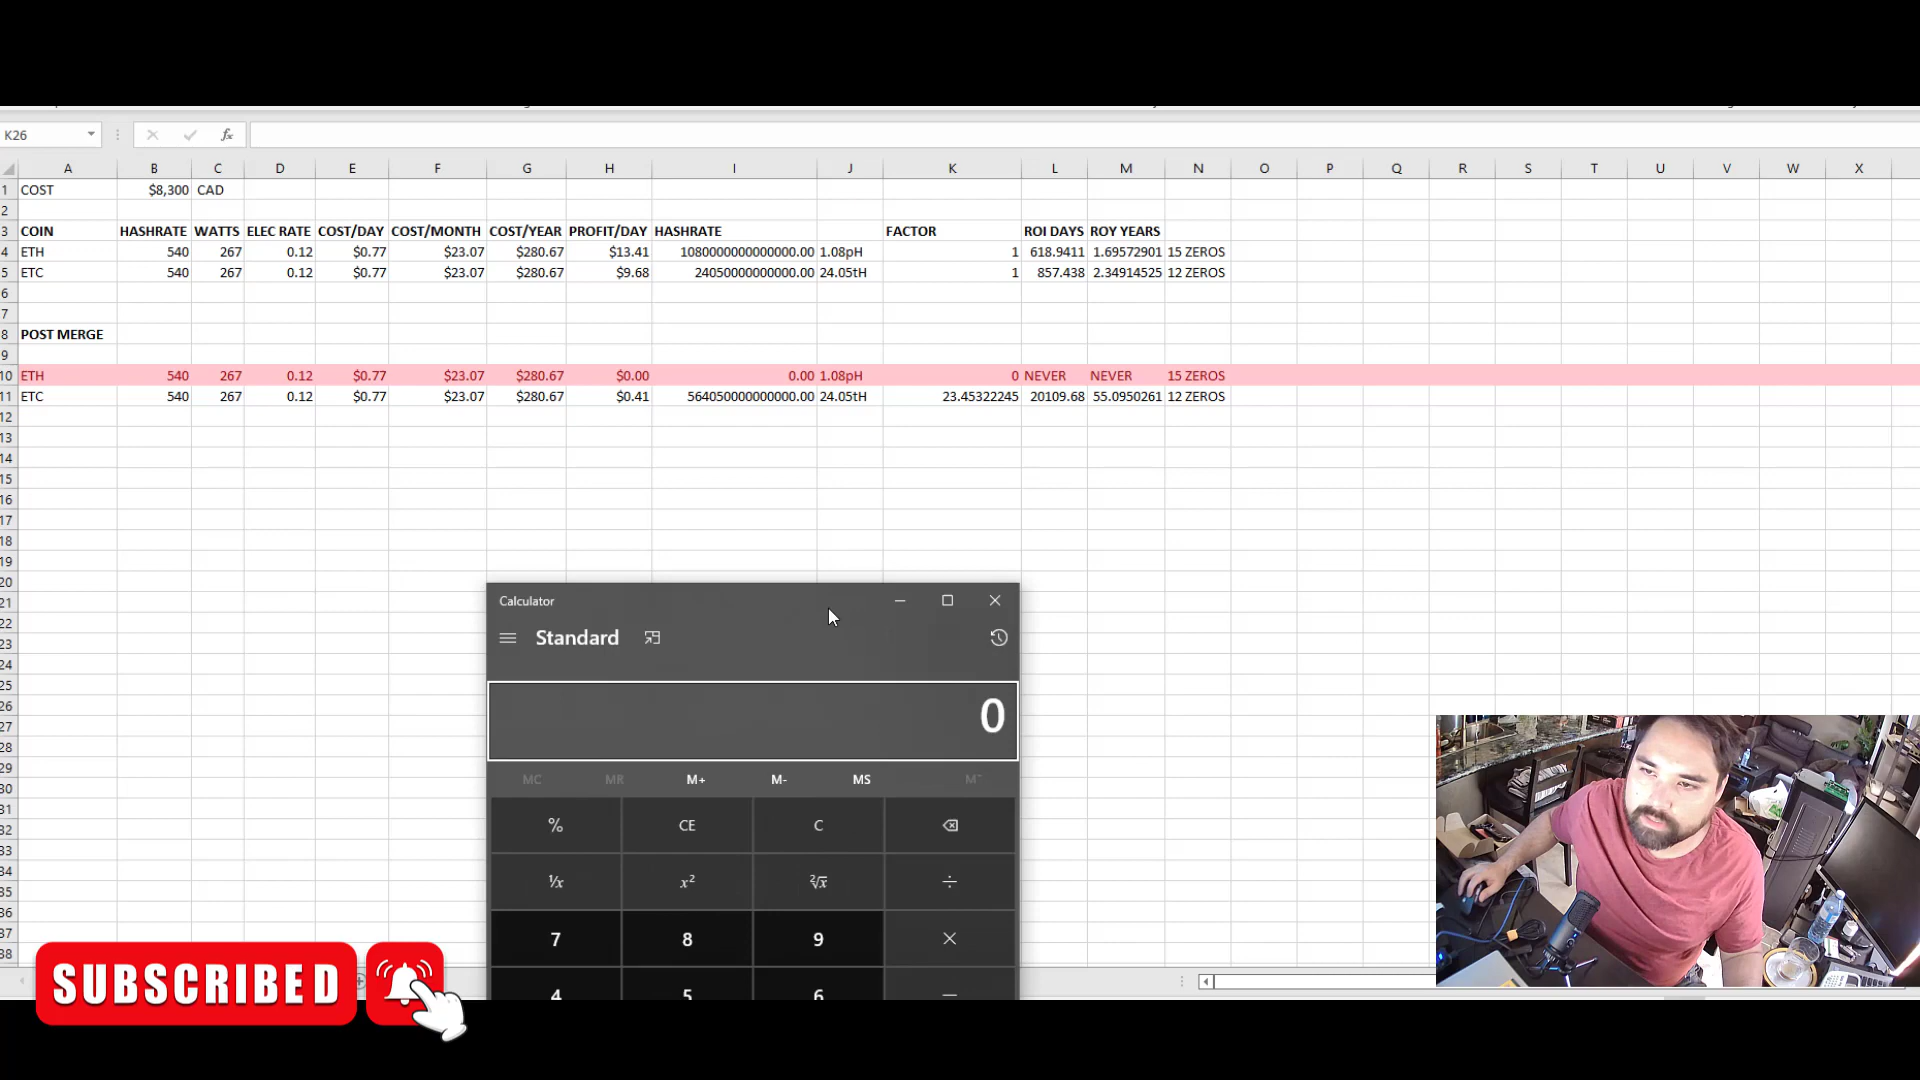 K26
fx
A B C D E F G H I J K L M N O P Q R S T U V W X
1 COST $8,300 CAD
2
3 COIN HASHRATE WATTS ELEC RATE COST/DAY COST/MONTH COST/YEAR PROFIT/DAY HASHRATE FACTOR ROI DAYS ROY YEARS
4 ETH 540 267 0.12 $0.77 $23.07 $280.67 $13.41 1080000000000000.00 1.08pH 1 618.9411 1.69572901 15 ZEROS
5 ETC 540 267 0.12 $0.77 $23.07 $280.67 $9.68 24050000000000.00 24.05tH 1 857.438 2.34914525 12 ZEROS
6
7
8 POST MERGE
9
10 ETH 540 267 0.12 $0.77 $23.07 $280.67 $0.00 0.00 1.08pH 0 NEVER NEVER 15 ZEROS
11 ETC 540 267 0.12 $0.77 $23.07 $280.67 $0.41 564050000000000.00 24.05tH 23.45322245 20109.68 55.0950261 12 ZEROS
12
13
14
15
16
17
18
19
20
21
22
23
24
25
26
27
28
29
30
31
32
33
34
35
36
37
38
Calculator
Standard
0
MC MR M+ M- MS M˅
% CE C
⅟x x² ²√x ÷
7 8 9 ×
4 5 6 −
SUBSCRIBED